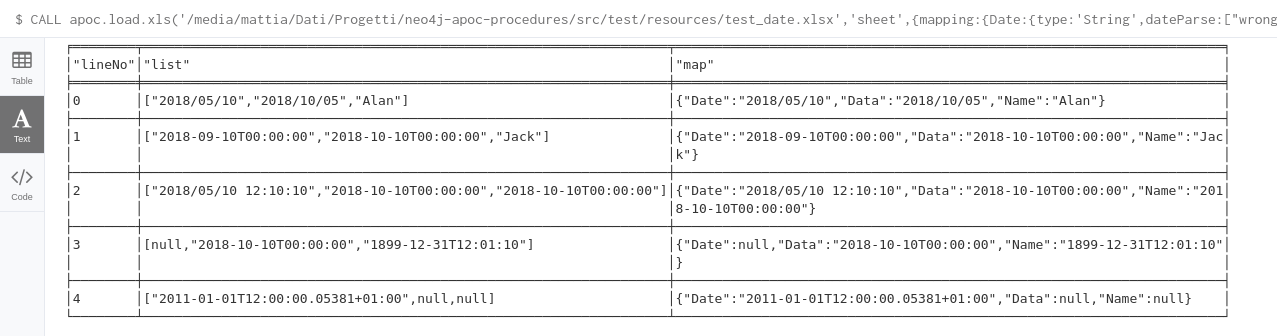 $ CALL apoc.load.xls('/media/mattia/Dati/Progetti/neo4j-apoc-procedures/src/test/resources/test_date.xlsx','sheet',{mapping:{Date:{type:'String',dateParse:["wrong
Table
Text
Code
"lineNo" "list" "map"
0 ["2018/05/10","2018/10/05","Alan"] {"Date":"2018/05/10","Data":"2018/10/05","Name":"Alan"}
1 ["2018-09-10T00:00:00","2018-10-10T00:00:00","Jack"] {"Date":"2018-09-10T00:00:00","Data":"2018-10-10T00:00:00","Name":"Jac
k"}
2 ["2018/05/10 12:10:10","2018-10-10T00:00:00","2018-10-10T00:00:00"] {"Date":"2018/05/10 12:10:10","Data":"2018-10-10T00:00:00","Name":"201
8-10-10T00:00:00"}
3 [null,"2018-10-10T00:00:00","1899-12-31T12:01:10"] {"Date":null,"Data":"2018-10-10T00:00:00","Name":"1899-12-31T12:01:10"
}
4 ["2011-01-01T12:00:00.05381+01:00",null,null] {"Date":"2011-01-01T12:00:00.05381+01:00","Data":null,"Name":null}